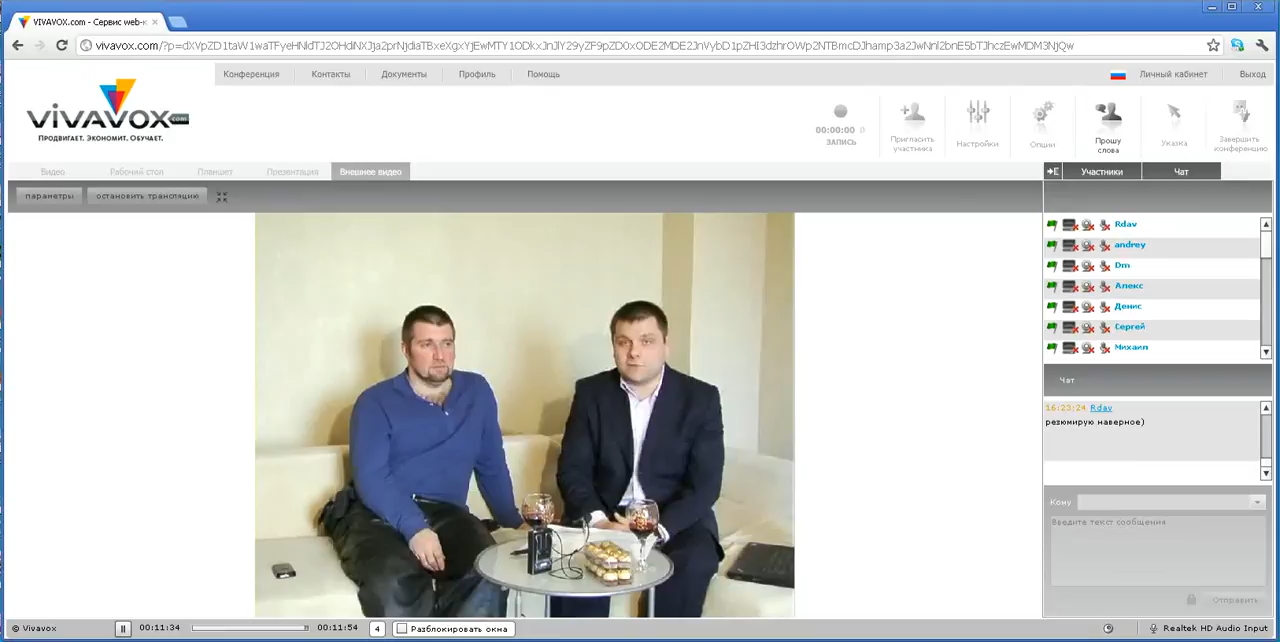 VIVAVOX.com - Сервис web-к
Конференция Контакты Документы Профиль Помощь Личный кабинет Выход
vivavox.com
ПРОДВИГАЕТ. ЭКОНОМИТ. ОБУЧАЕТ.
00:00:00 0
ЗАПИСЬ
Пригласить участника
Настройки
Опции
Прошу слова
Указка
Завершить конференцию
Видео Рабочий стол Планшет Презентация Внешнее видео Участники Чат
параметры остановить трансляцию
Rdav
andrey
Dm
Алекс
Денис
Сергей
Михаил
Чат
16:23:24 Rdav
резюмирую наверное)
Кому
Введите текст сообщения
Отправить
© Vivavox 00:11:34 00:11:54 4 Разблокировать окна Realtek HD Audio Input